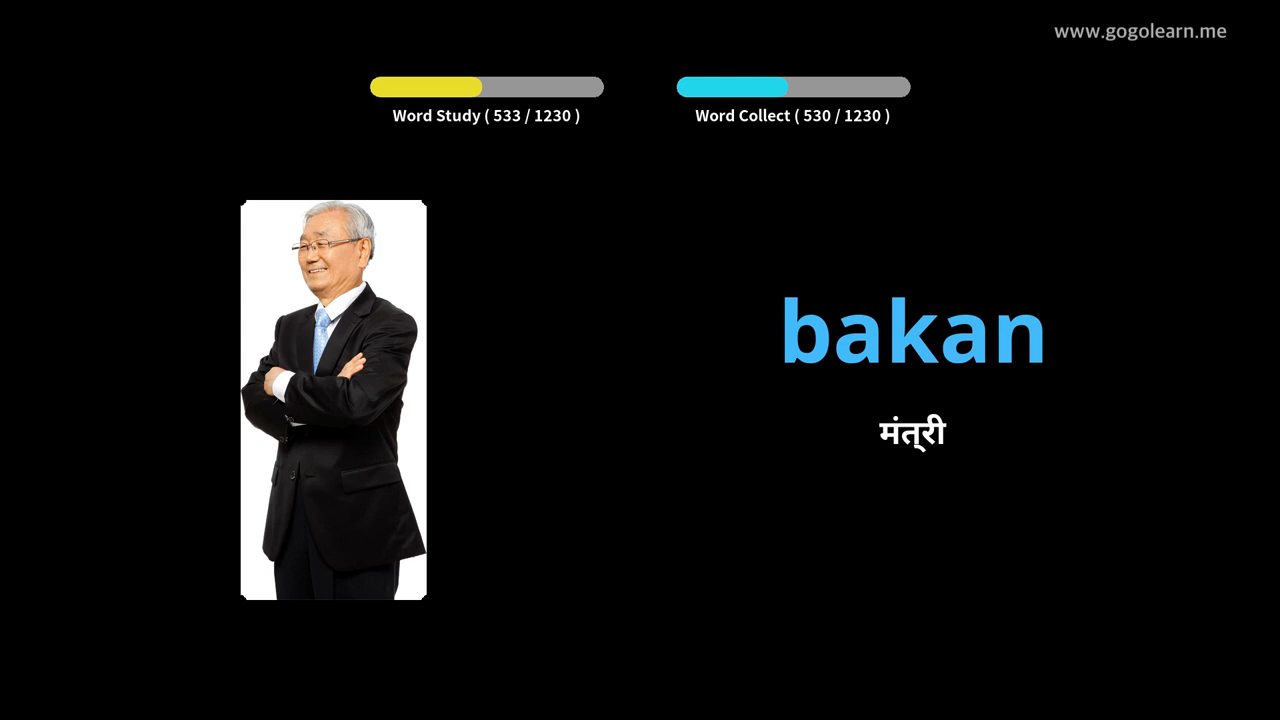 www.gogolearn.me
Word Study ( 533 / 1230 )
Word Collect ( 530 / 1230 )
bakan
मंत्री